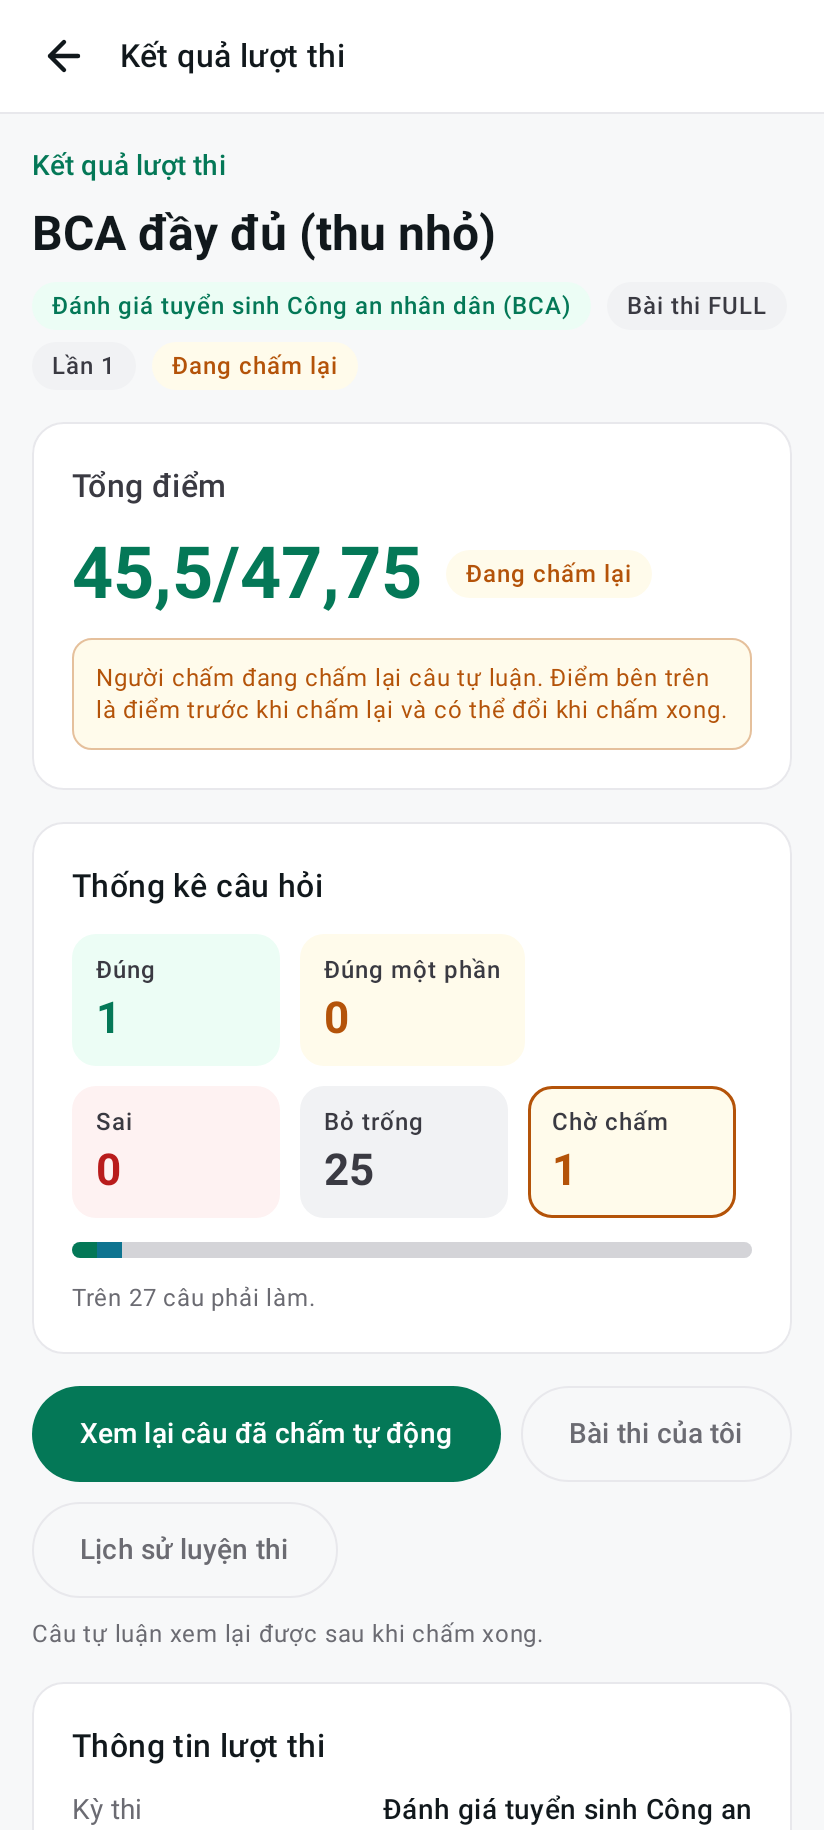 Kết quả lượt thi
Kết quả lượt thi
BCA đầy đủ (thu nhỏ)
Đánh giá tuyển sinh Công an nhân dân (BCA)
Bài thi FULL
Lần 1
Đang chấm lại
Tổng điểm
45,5/47,75
Đang chấm lại
Người chấm đang chấm lại câu tự luận. Điểm bên trên
là điểm trước khi chấm lại và có thể đổi khi chấm xong.
Thống kê câu hỏi
Đúng
1
Đúng một phần
0
Sai
0
Bỏ trống
25
Chờ chấm
1
Trên 27 câu phải làm.
Xem lại câu đã chấm tự động
Bài thi của tôi
Lịch sử luyện thi
Câu tự luận xem lại được sau khi chấm xong.
Thông tin lượt thi
Kỳ thi
Đánh giá tuyển sinh Công an